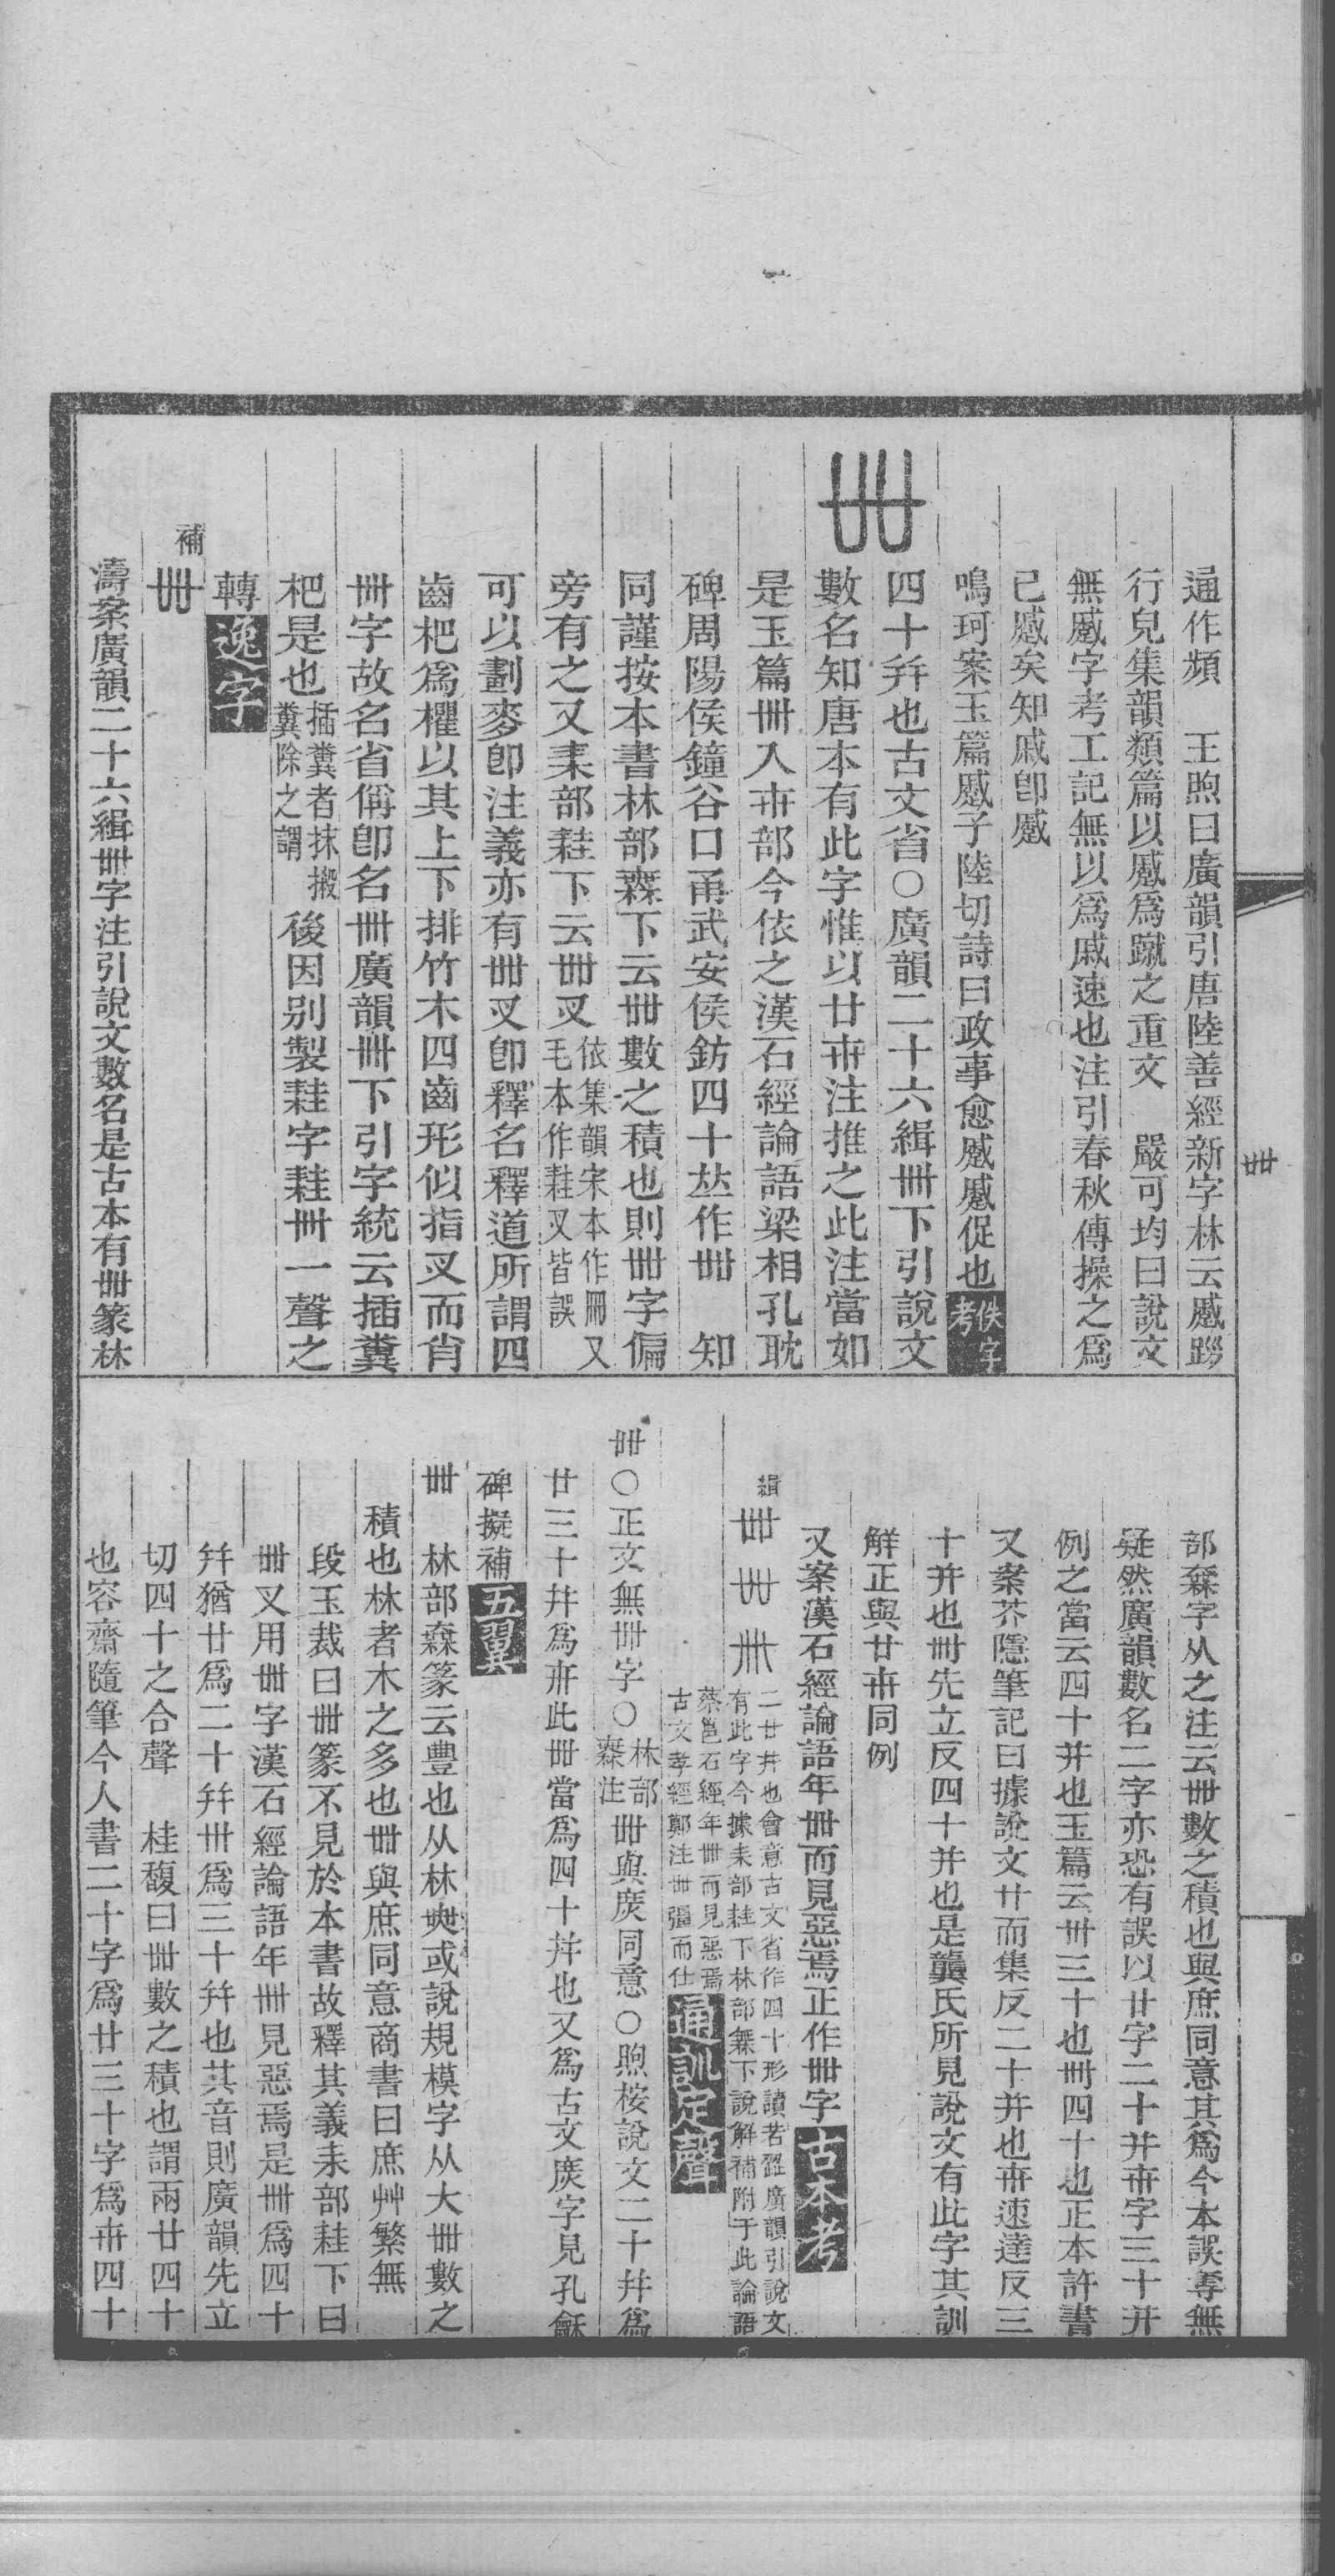 通作頻　王煦曰廣韻引唐陸善經新字林云㞡踋
行皃集韻類篇以㞡爲蹴之重文　嚴可均曰說文
無㞡字考工記無以爲戚速也注引春秋傳操之爲
已㞡矣知戚卽㞡
鳴珂案玉篇㞡子陸切詩曰政事愈㞡㞡促也佚字考
卌
四十幷也古文省○廣韻二十六緝卌下引說文
數名知唐本有此字惟以廿卅注推之此注當如
是玉篇卌入卅部今依之漢石經論語梁相孔耽
碑周陽侯鐘谷口甬武安侯鈁四十竝作卌　知
同謹按本書林部𣞤下云卌數之積也則卌字偏
旁有之又耒部䎳下云卌叉依集韻宋本作冊又毛本作䎳叉皆誤
可以劃麥卽注義亦有卌叉卽釋名釋道所謂四
齒杷爲欋以其上下排竹木四齒形似指叉而肖
卌字故名省偁卽名卌廣韻卌下引字統云插糞
杷是也插糞者抹搬糞除之謂後因別製䎳字䎳卌一聲之
轉逸字
補卌
濤案廣韻二十六緝卌字注引說文數名是古本有卌篆林
部𣞤字从之注云卌數之積也與庶同意其爲今本誤奪無
疑然廣韻數名二字亦恐有誤以廿字二十幷卅字三十幷
例之當云四十幷也玉篇云卅三十也卌四十也正本許書
又案芥隱筆記曰據說文廿而集反二十幷也卅速達反三
十幷也卌先立反四十幷也是龔氏所見說文有此字其訓
解正與廿卅同例
又案漢石經論語年卌而見惡焉正作卌字古本考
緝卌
二廿幷也會意古文省作四十形讀若澀廣韻引說文
有此字今據耒部䎳下林部𣞤下說解補附于此論語
蔡邕石經年卌而見惡焉
古文孝經鄭注卌彊而仕通訓定聲
卌○正文無卌字○林部𣞤注卌與庶同意○煦桉說文二十幷爲
廿三十幷爲卅此卌當爲四十幷也又爲古文庶字見孔龢
碑擬補五翼
卌　林部𣞤篆云豐也从林𡘲或說規模字从大卌數之
積也林者木之多也卌與庶同意商書曰庶艸繁無
段玉裁曰卌篆不見於本書故釋其義耒部䎳下曰
卌叉用卌字漢石經論語年卌見惡焉是卌爲四十
幷猶廿爲二十幷卅爲三十幷也其音則廣韻先立
切四十之合聲　桂馥曰卌數之積也謂兩廿四十
也容齋隨筆今人書二十字爲廿三十字爲卅四十
卌